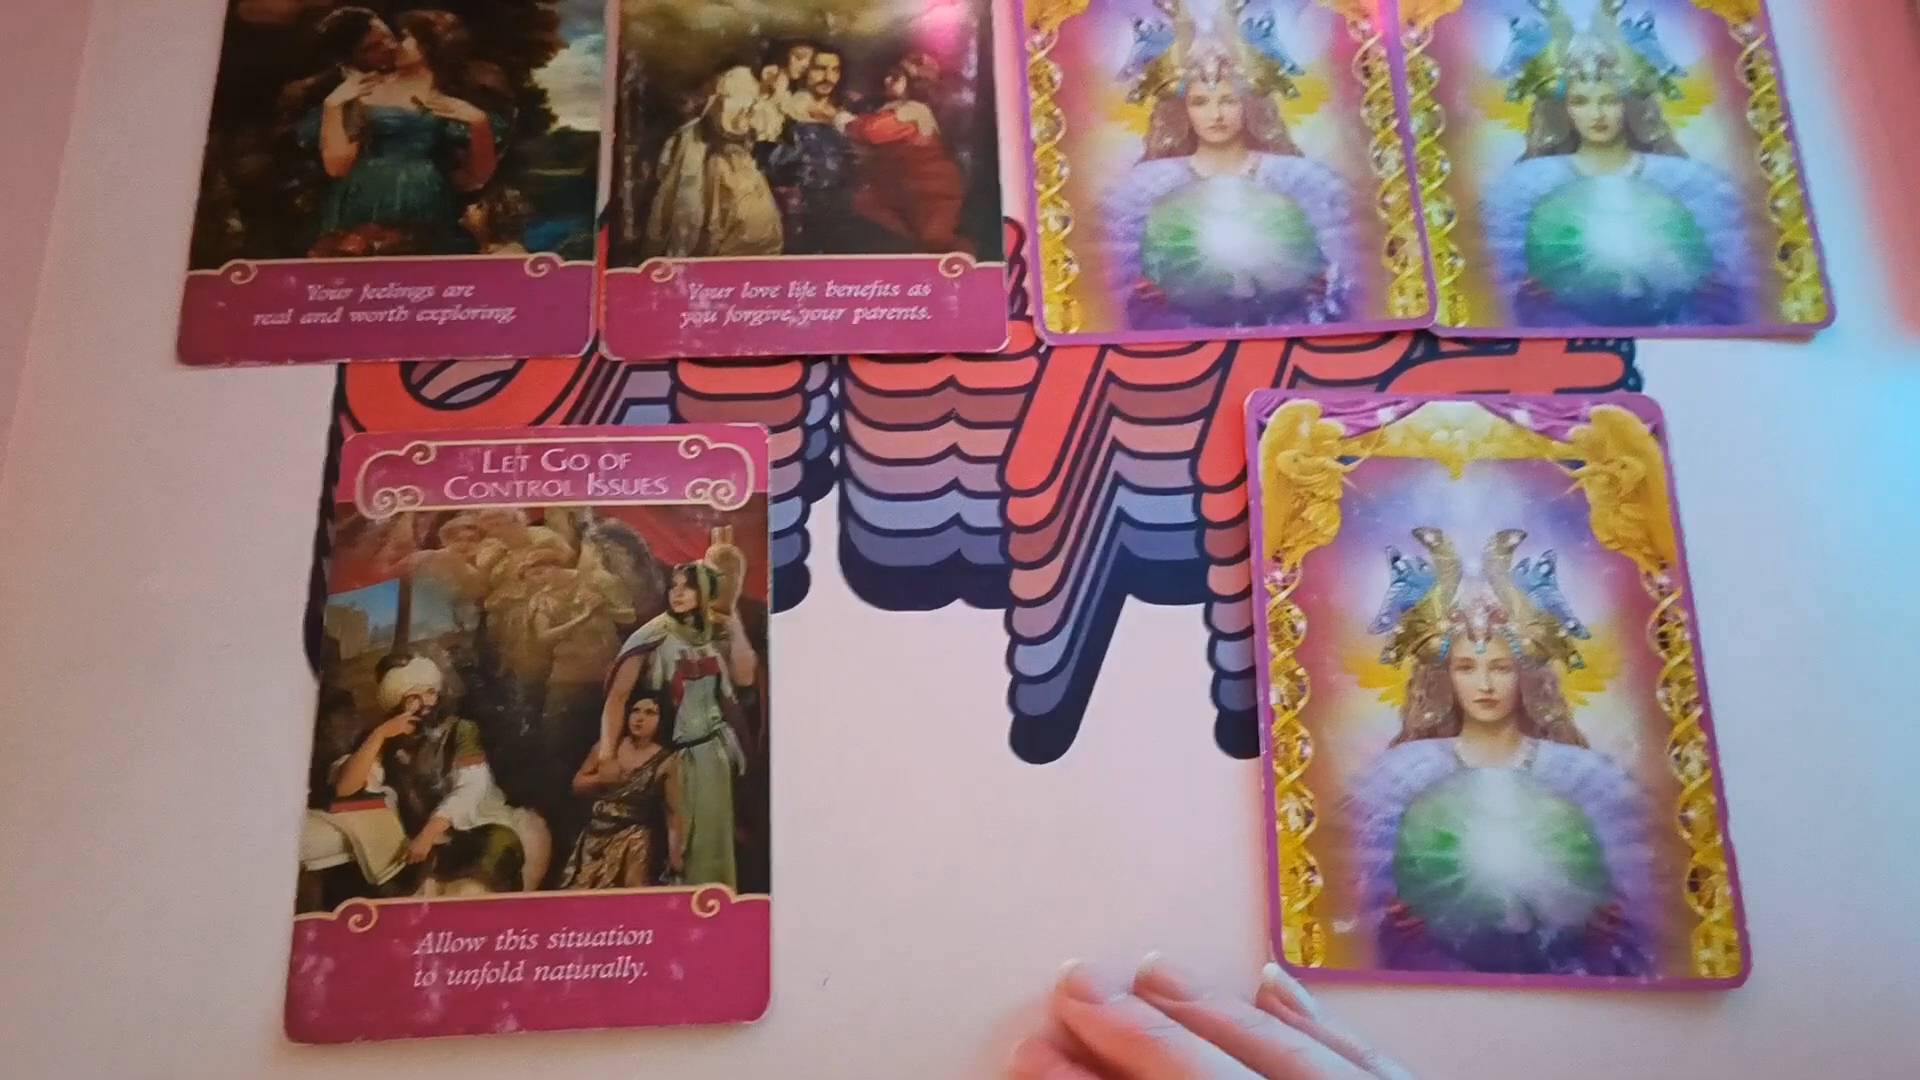 Your feelings are
real and worth exploring.
Your love life benefits as
you forgive your parents.
LET GO OF
CONTROL ISSUES
Allow this situation
to unfold naturally.